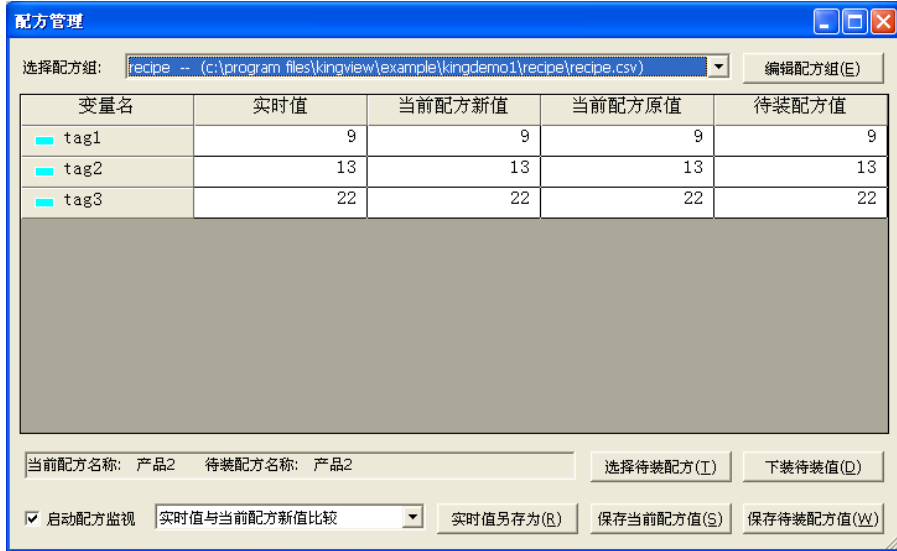 配方管理
选择配方组: recipe -- (c:\program files\kingview\example\kingdemo1\recipe\recipe.csv) 编辑配方组(E)
变量名 实时值 当前配方新值 当前配方原值 待装配方值
tag1 9 9 9 9
tag2 13 13 13 13
tag3 22 22 22 22
当前配方名称: 产品2 待装配方名称: 产品2 选择待装配方(T) 下装待装值(D)
启动配方监视 实时值与当前配方新值比较 实时值另存为(R) 保存当前配方值(S) 保存待装配方值(W)